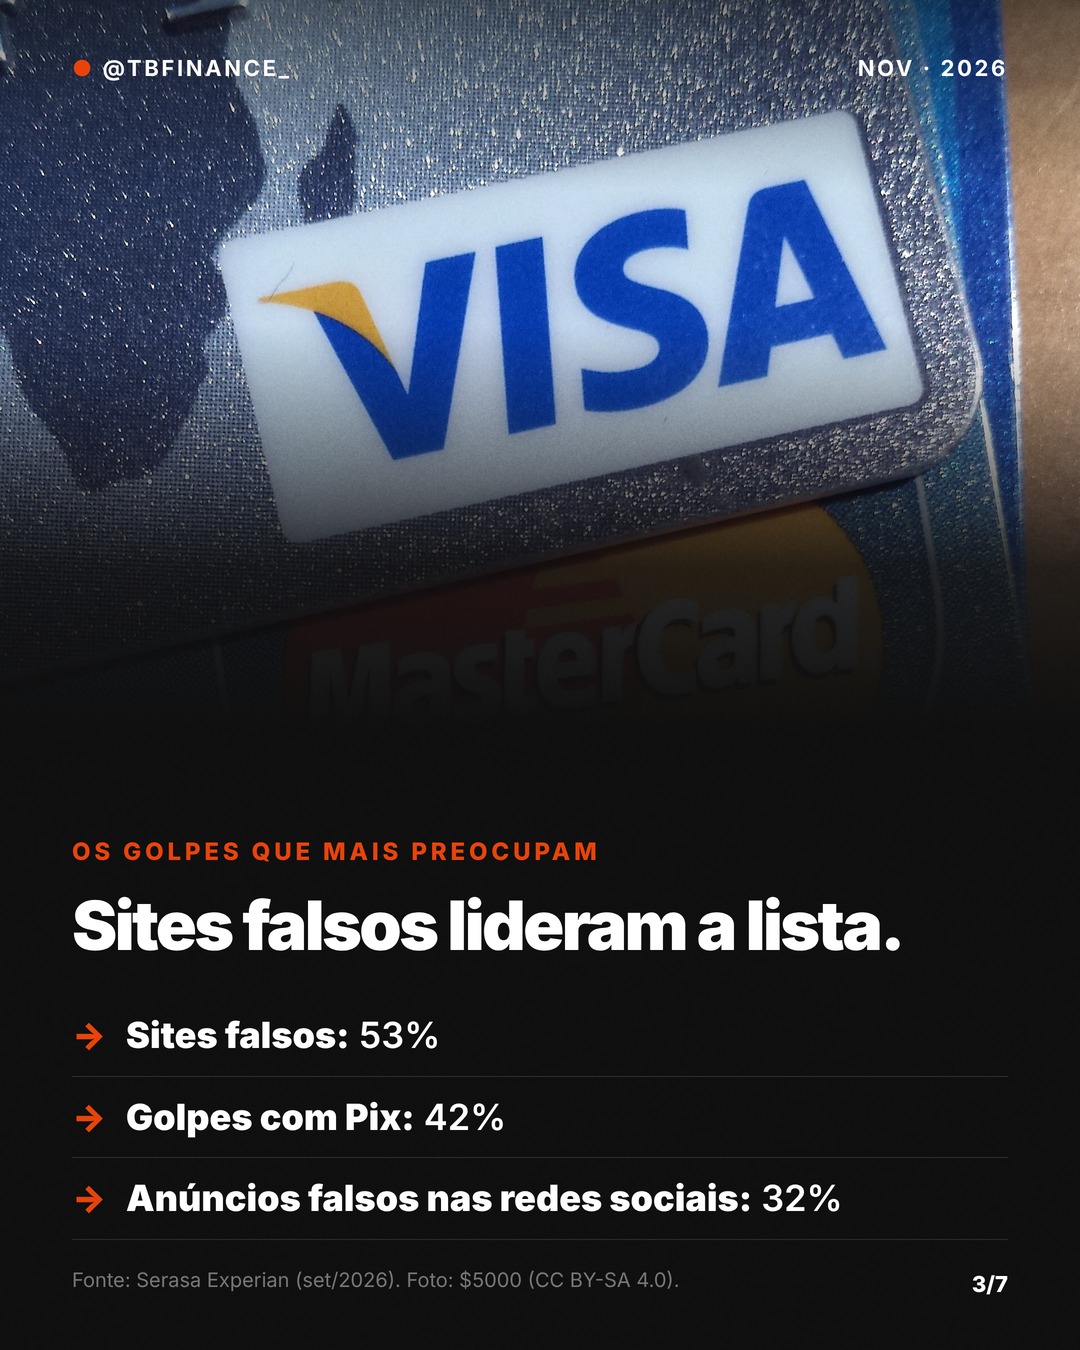 @TBFINANCE_
NOV · 2026
VISA
MasterCard
OS GOLPES QUE MAIS PREOCUPAM
Sites falsos lideram a lista.
→ Sites falsos: 53%
→ Golpes com Pix: 42%
→ Anúncios falsos nas redes sociais: 32%
Fonte: Serasa Experian (set/2026). Foto: $5000 (CC BY-SA 4.0).
3/7